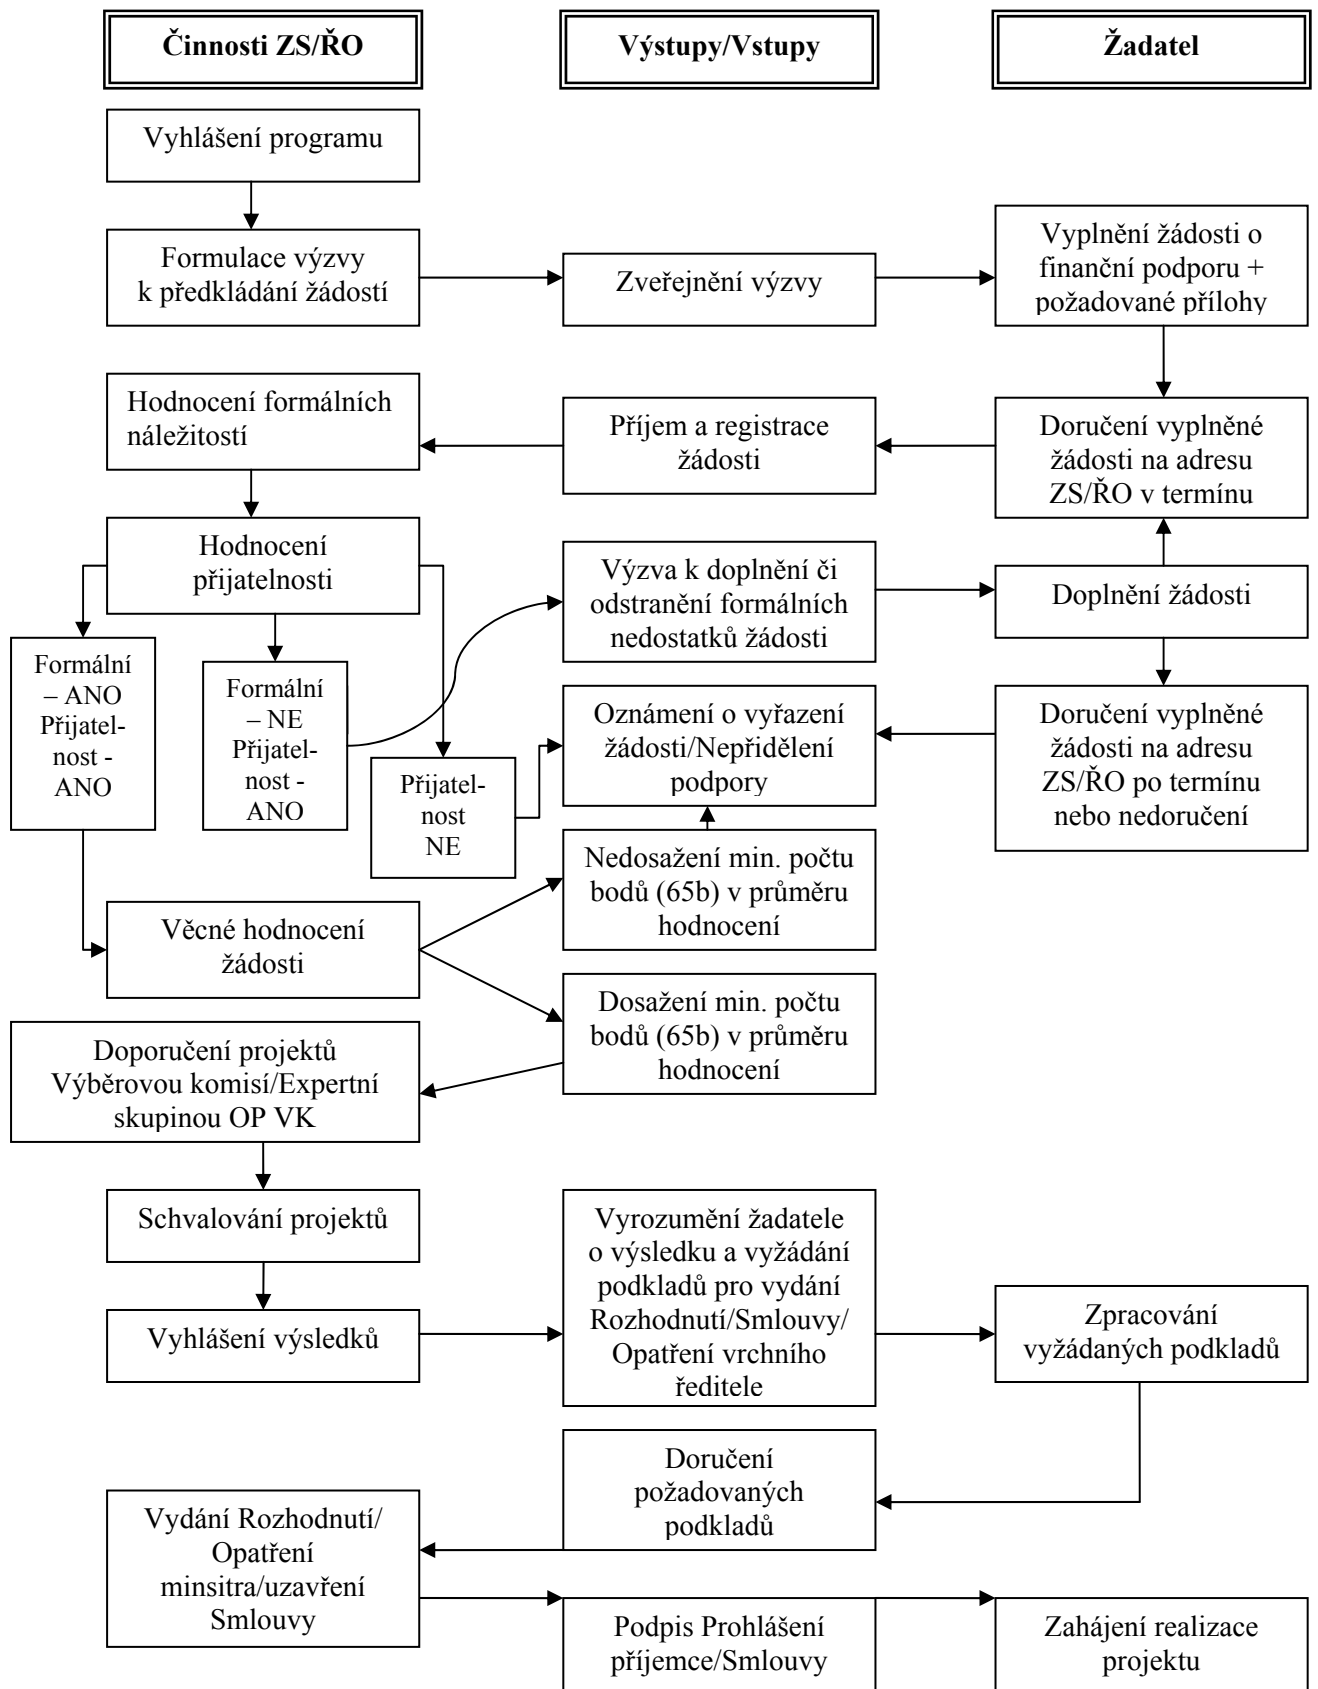 Činnosti ZS/ŘO
Výstupy/Vstupy
Žadatel
Vyhlášení programu
Formulace výzvy
k předkládání žádostí
Zveřejnění výzvy
Vyplnění žádosti o
finanční podporu +
požadované přílohy
Hodnocení formálních
náležitostí
Příjem a registrace
žádosti
Doručení vyplněné
žádosti na adresu
ZS/ŘO v termínu
Hodnocení
přijatelnosti
Výzva k doplnění či
odstranění formálních
nedostatků žádosti
Doplnění žádosti
Formální
– ANO
Přijatel-
nost -
ANO
Formální
– NE
Přijatel-
nost -
ANO
Přijatel-
nost
NE
Oznámení o vyřazení
žádosti/Nepřidělení
podpory
Doručení vyplněné
žádosti na adresu
ZS/ŘO po termínu
nebo nedoručení
Nedosažení min. počtu
bodů (65b) v průměru
hodnocení
Věcné hodnocení
žádosti
Dosažení min. počtu
bodů (65b) v průměru
hodnocení
Doporučení projektů
Výběrovou komisí/Expertní
skupinou OP VK
Schvalování projektů
Vyhlášení výsledků
Vyrozumění žadatele
o výsledku a vyžádání
podkladů pro vydání
Rozhodnutí/Smlouvy/
Opatření vrchního
ředitele
Zpracování
vyžádaných podkladů
Doručení
požadovaných
podkladů
Vydání Rozhodnutí/
Opatření
minsitra/uzavření
Smlouvy
Podpis Prohlášení
příjemce/Smlouvy
Zahájení realizace
projektu